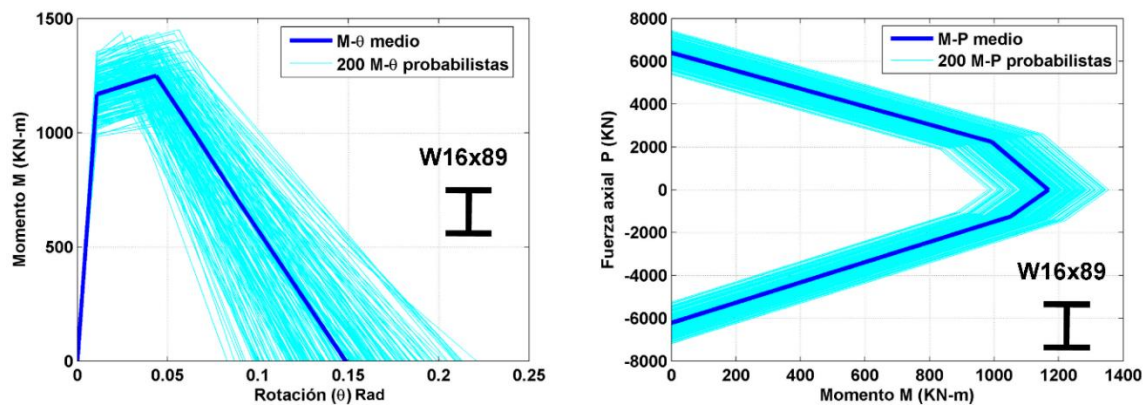 1500
1000
500
0
0
0.05
0.1
0.15
0.2
0.25
Momento M (KN-m)
Rotación (θ) Rad
M-θ medio
200 M-θ probabilistas
W16x89
8000
6000
4000
2000
0
-2000
-4000
-6000
-8000
0
200
400
600
800
1000
1200
1400
Fuerza axial P (KN)
Momento M (KN-m)
M-P medio
200 M-P probabilistas
W16x89